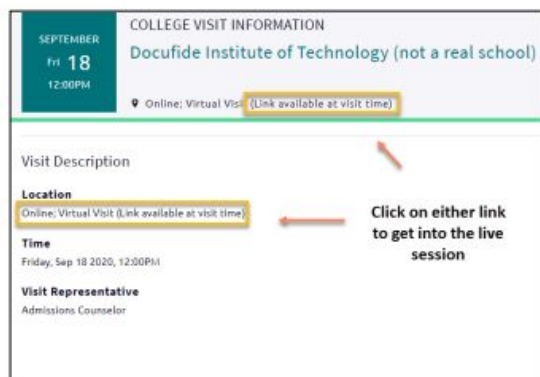 SEPTEMBER
Fri 18
12:00PM
COLLEGE VISIT INFORMATION
Docufide Institute of Technology (not a real school)
Online; Virtual Visi (Link available at visit time)
Visit Description
Location
Online; Virtual Visit (Link available at visit time)
Time
Friday, Sep 18 2020, 12:00PM
Visit Representative
Admissions Counselor
Click on either link
to get into the live
session